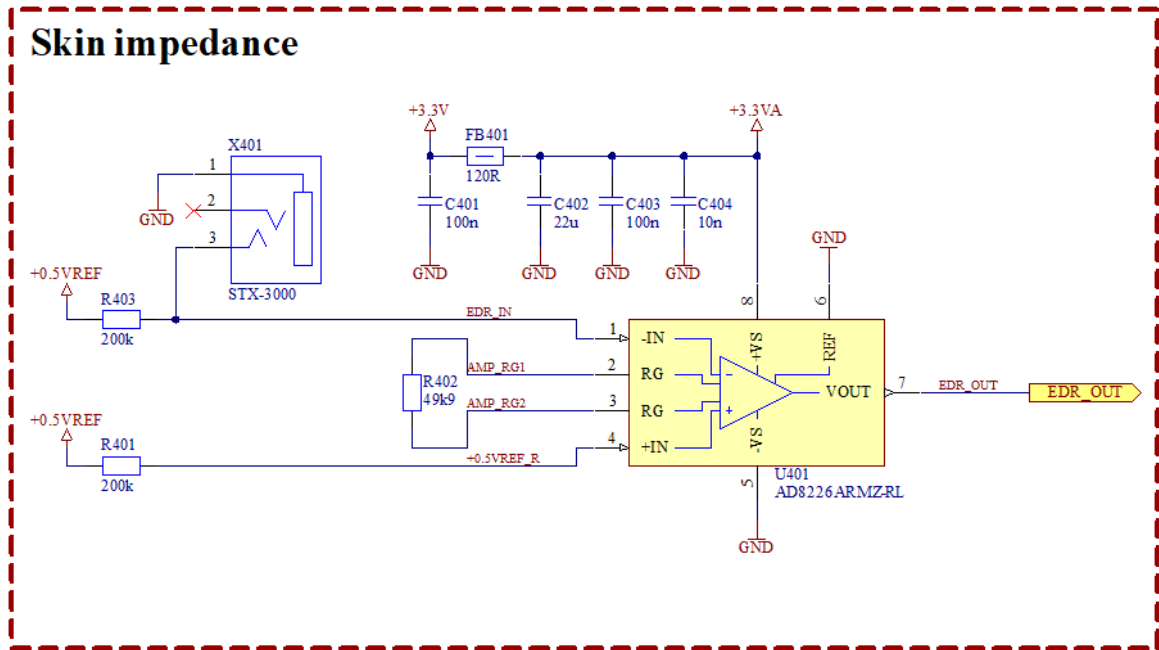 Skin impedance
+3.3V
+3.3VA
FB401
120R
X401
1
2
3
GND
STX-3000
C401
100n
C402
22u
C403
100n
C404
10n
GND
GND
GND
GND
GND
+0.5VREF
R403
200k
EDR_IN
8
6
1
-IN
+VS
REF
R402
49k9
AMP_RG1
2
RG
AMP_RG2
3
RG
VOUT
7
EDR_OUT
EDR_OUT
+0.5VREF
R401
200k
+0.5VREF_R
4
+IN
-VS
5
U401
AD8226ARMZ-RL
GND